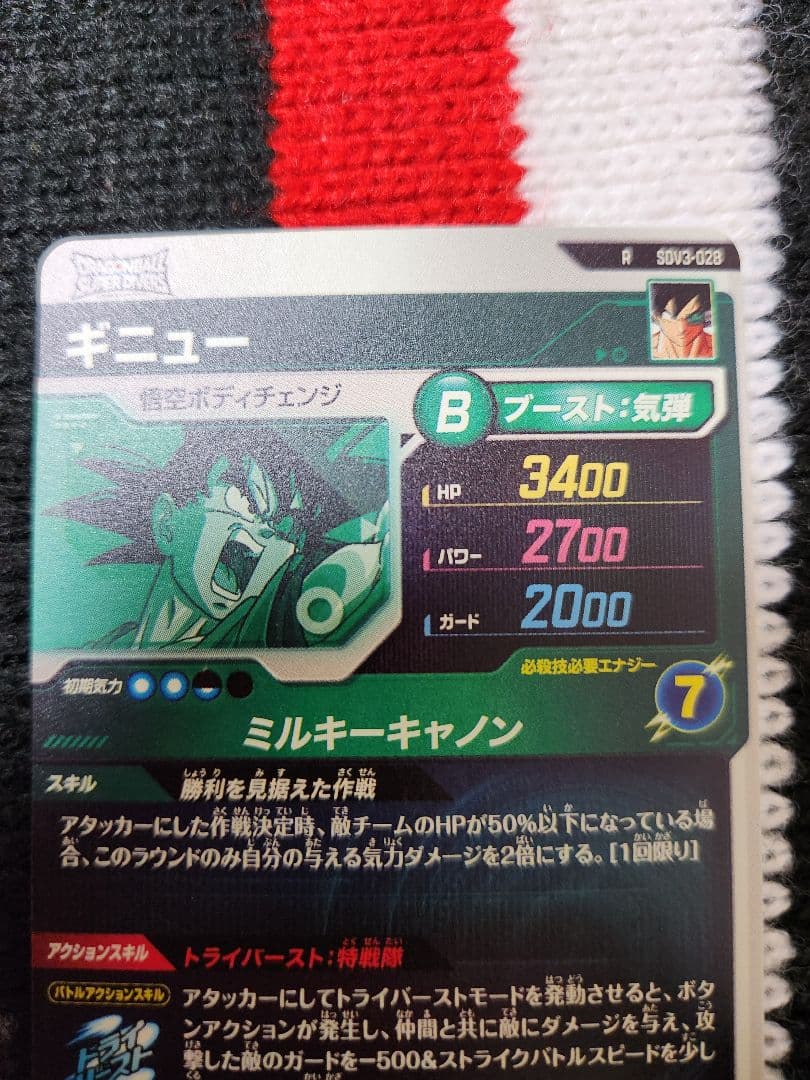 R SDV3-028
DRAGONBALL
SUPER DIVERS
ギニュー
悟空ボディチェンジ
B ブースト:気弾
HP 3400
パワー 2700
ガード 2000
初期気力
必殺技必要エナジー
7
ミルキーキャノン
スキル 勝利を見据えた作戦
アタッカーにした作戦決定時、敵チームのHPが50%以下になっている場
合、このラウンドのみ自分の与える気力ダメージを2倍にする。[1回限り]
アクションスキル トライバースト:特戦隊
バトルアクションスキル アタッカーにしてトライバーストモードを発動させると、ボタ
ンアクションが発生し、仲間と共に敵にダメージを与え、攻
撃した敵のガードを-500&ストライクバトルスピードを少し
トライ